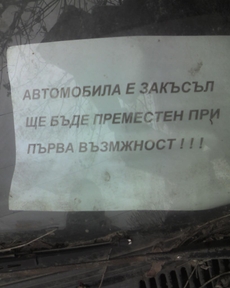 АВТОМОБИЛА Е ЗАКЪСЪЛ
ЩЕ БЪДЕ ПРЕМЕСТЕН ПРИ
ПЪРВА ВЪЗМЖНОСТ ! ! !